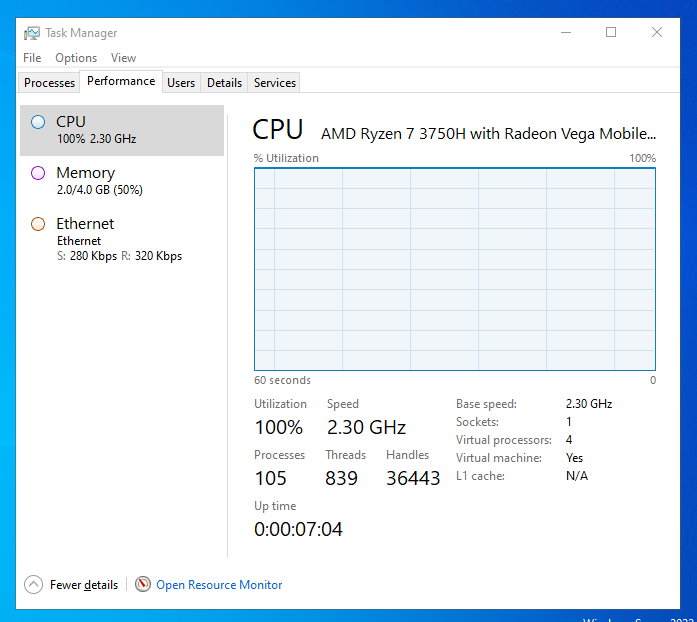 Task Manager
File Options View
Processes Performance Users Details Services
CPU
100% 2.30 GHz
Memory
2.0/4.0 GB (50%)
Ethernet
Ethernet
S: 280 Kbps R: 320 Kbps
CPU AMD Ryzen 7 3750H with Radeon Vega Mobile...
% Utilization 100%
60 seconds 0
Utilization Speed
100% 2.30 GHz
Processes Threads Handles
105 839 36443
Up time
0:00:07:04
Base speed: 2.30 GHz
Sockets: 1
Virtual processors: 4
Virtual machine: Yes
L1 cache: N/A
Fewer details Open Resource Monitor